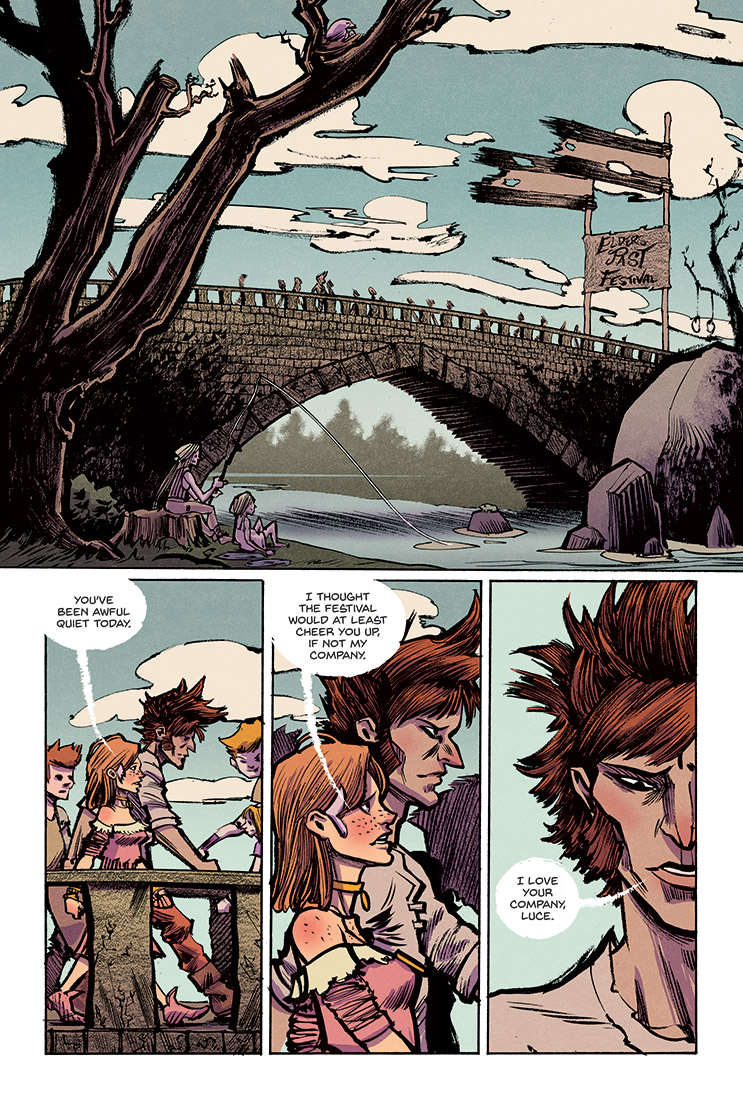 ELDER
PIST
FESTIVAL
YOU'VE
BEEN AWFUL
QUIET TODAY.
I THOUGHT
THE FESTIVAL
WOULD AT LEAST
CHEER YOU UP,
IF NOT MY
COMPANY.
I LOVE
YOUR
COMPANY,
LUCE.